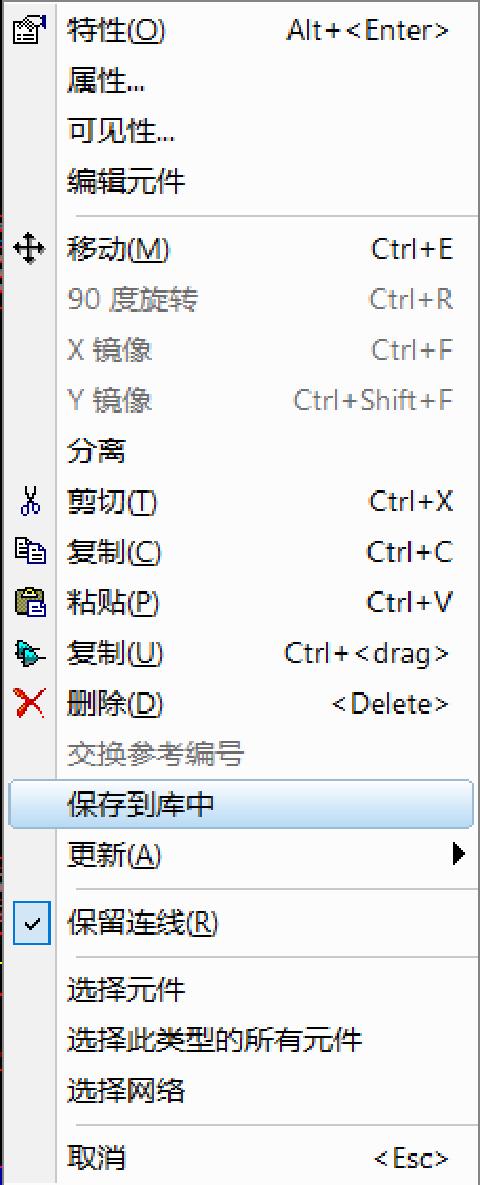 特性(O) Alt+<Enter>
属性...
可见性...
编辑元件
移动(M) Ctrl+E
90 度旋转 Ctrl+R
X 镜像 Ctrl+F
Y 镜像 Ctrl+Shift+F
分离
剪切(T) Ctrl+X
复制(C) Ctrl+C
粘贴(P) Ctrl+V
复制(U) Ctrl+<drag>
删除(D) <Delete>
交换参考编号
保存到库中
更新(A)
保留连线(R)
选择元件
选择此类型的所有元件
选择网络
取消 <Esc>